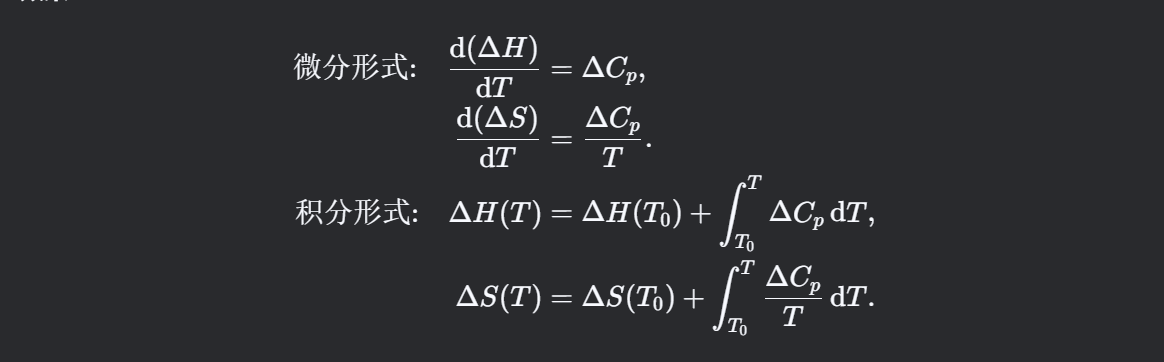 微分形式: d(ΔH)/dT = ΔC_p,
d(ΔS)/dT = ΔC_p/T.
积分形式: ΔH(T) = ΔH(T_0) + ∫_{T_0}^{T} ΔC_p dT,
ΔS(T) = ΔS(T_0) + ∫_{T_0}^{T} ΔC_p/T dT.